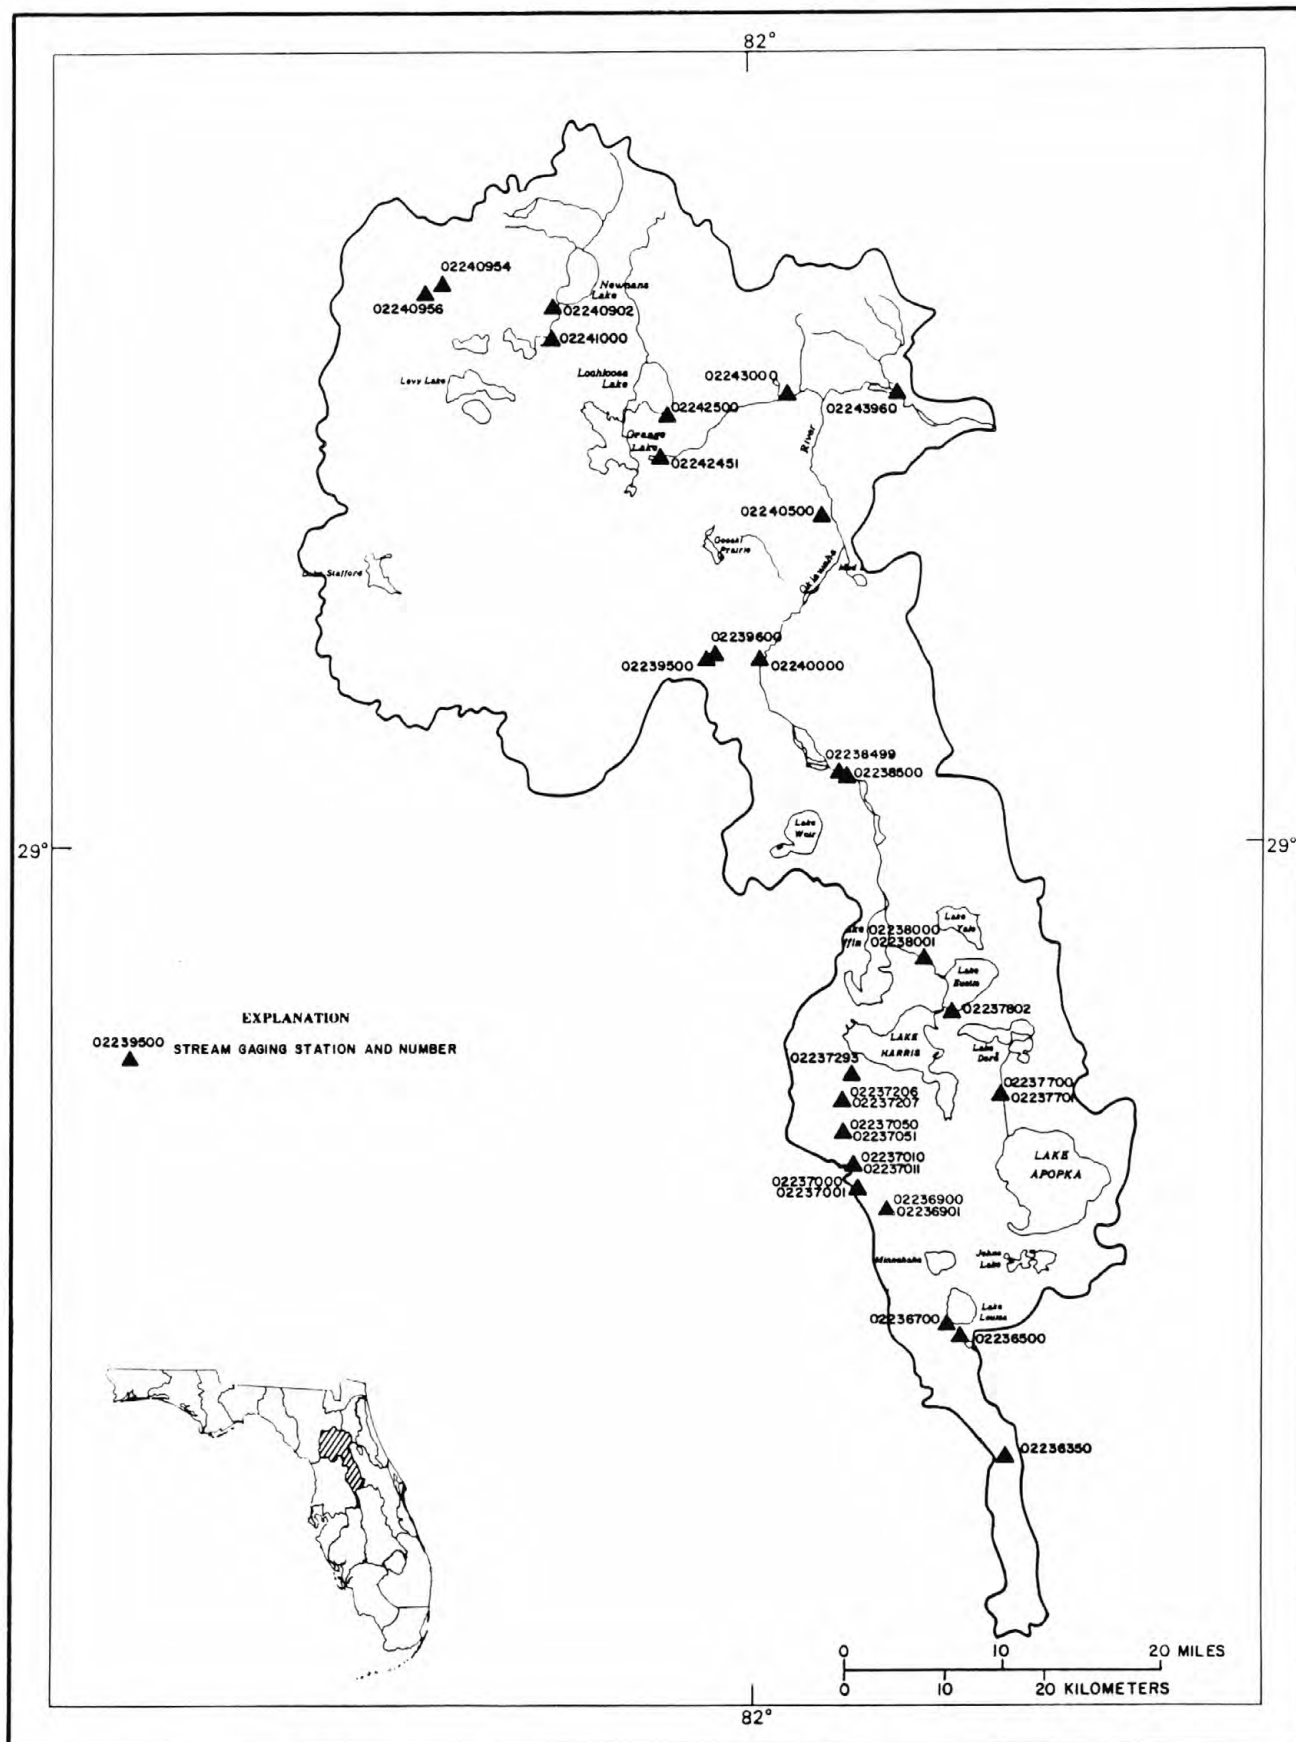 82°
02240954
02240956
Newnans
Lake
02240902
02241000
Levy Lake
Lochloosa
Lake
02243000
02243960
02242500
Orange
Lake
02242451
River
02240500
Prairie
02239600
02239500
02240000
02238499
02238500
Lake
Weir
29°
29°
02238000
02238001
Lake
Yale
Lake
Eustis
02237802
LAKE
HARRIS
Lake
Dora
EXPLANATION
02239500
STREAM GAGING STATION AND NUMBER
02237293
02237206
02237207
02237700
02237701
02237050
02237051
02237010
02237011
LAKE
APOPKA
02237000
02237001
02236900
02236901
Minnehaha
Johns
Lake
Lake
Louisa
02236700
02236500
02236350
0 10 20 MILES
0 10 20 KILOMETERS
82°